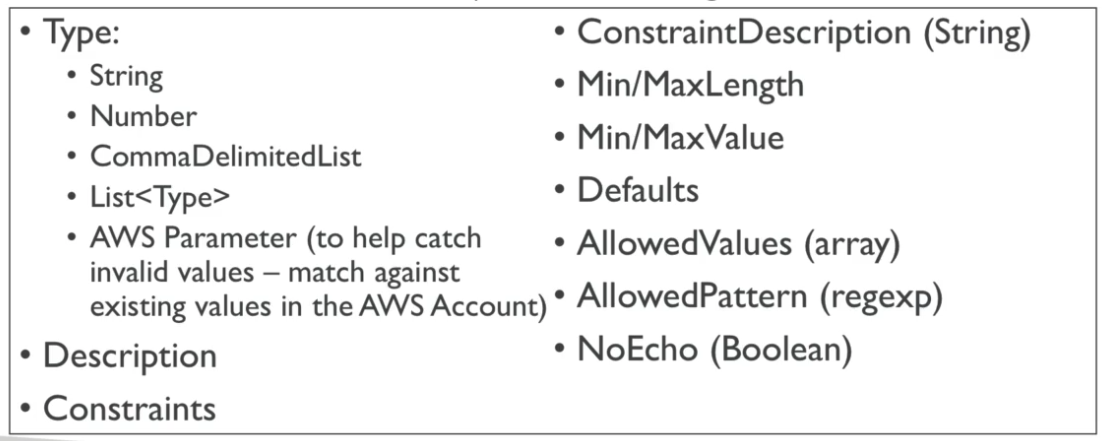 • Type:
• String
• Number
• CommaDelimitedList
• List<Type>
• AWS Parameter (to help catch
invalid values – match against
existing values in the AWS Account)
• Description
• Constraints
• ConstraintDescription (String)
• Min/MaxLength
• Min/MaxValue
• Defaults
• AllowedValues (array)
• AllowedPattern (regexp)
• NoEcho (Boolean)